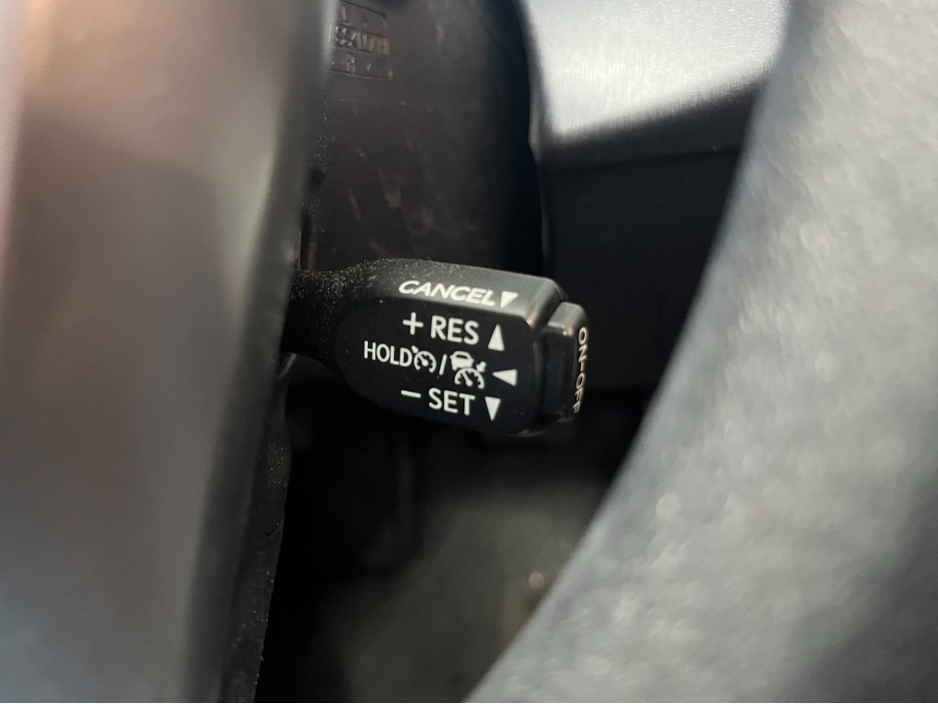 CANCEL▼
+ RES ▲
HOLD / ◀
− SET ▼
ON-OFF